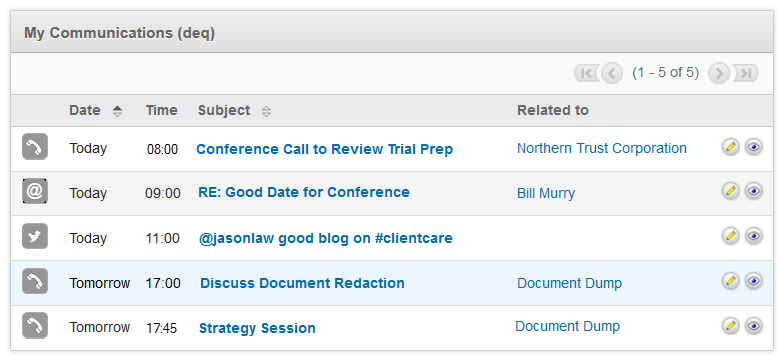 My Communications (deq)
(1 - 5 of 5)
Date Time Subject Related to
Today 08:00 Conference Call to Review Trial Prep Northern Trust Corporation
@ Today 09:00 RE: Good Date for Conference Bill Murry
Today 11:00 @jasonlaw good blog on #clientcare
Tomorrow 17:00 Discuss Document Redaction Document Dump
Tomorrow 17:45 Strategy Session Document Dump